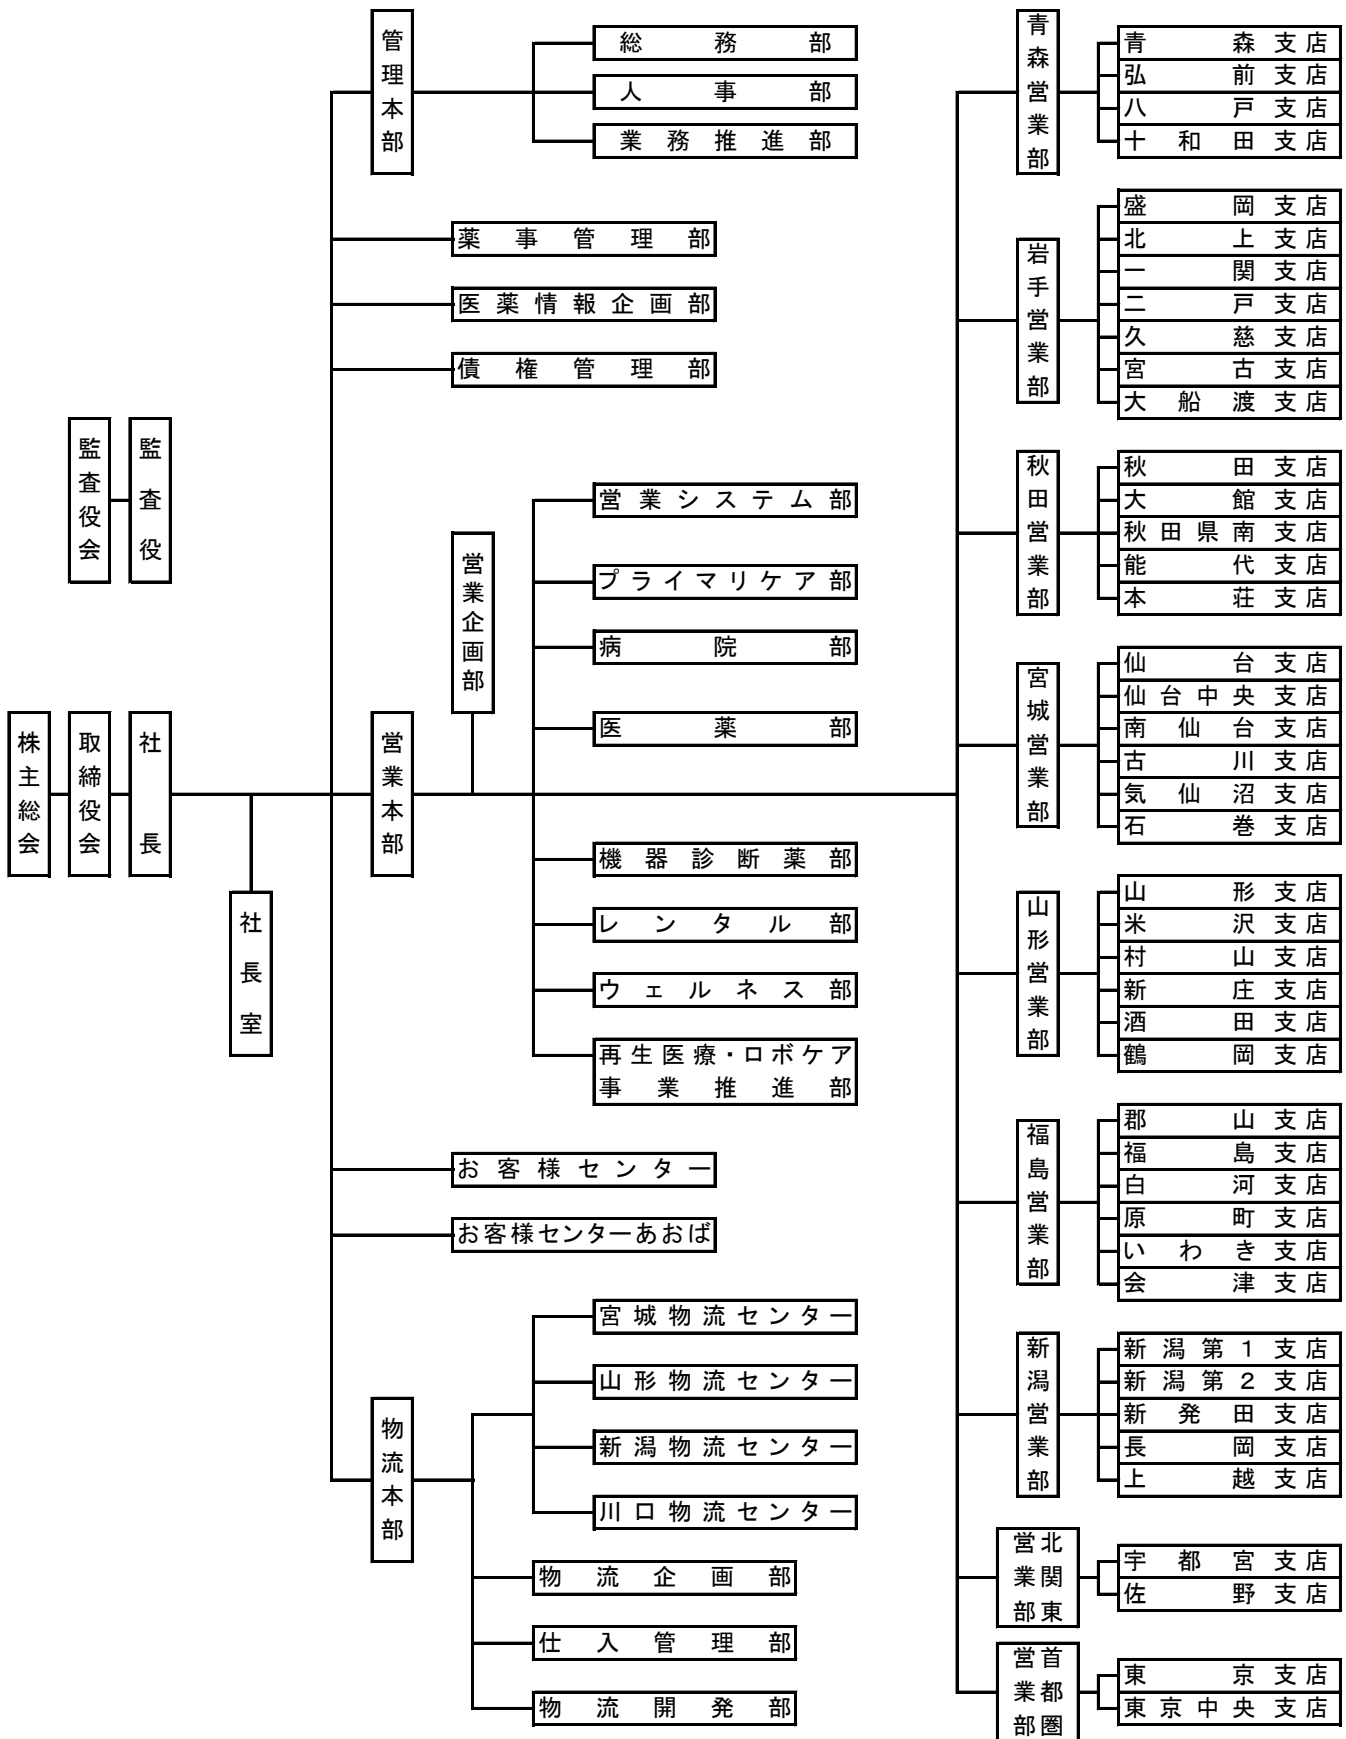 株主総会
取締役会
社長
監査役会
監査役
社長室
管理本部
総務部
人事部
業務推進部
薬事管理部
医薬情報企画部
債権管理部
営業本部
営業企画部
営業システム部
プライマリケア部
病院部
医薬部
機器診断薬部
レンタル部
ウェルネス部
再生医療・ロボケア
事業推進部
お客様センター
お客様センターあおば
物流本部
宮城物流センター
山形物流センター
新潟物流センター
川口物流センター
物流企画部
仕入管理部
物流開発部
青森営業部
青森支店
弘前支店
八戸支店
十和田支店
岩手営業部
盛岡支店
北上支店
一関支店
二戸支店
久慈支店
宮古支店
大船渡支店
秋田営業部
秋田支店
大館支店
秋田県南支店
能代支店
本荘支店
宮城営業部
仙台支店
仙台中央支店
南仙台支店
古川支店
気仙沼支店
石巻支店
山形営業部
山形支店
米沢支店
村山支店
新庄支店
酒田支店
鶴岡支店
福島営業部
郡山支店
福島支店
白河支店
原町支店
いわき支店
会津支店
新潟営業部
新潟第1支店
新潟第2支店
新発田支店
長岡支店
上越支店
北関東
営業部
宇都宮支店
佐野支店
首都圏
営業部
東京支店
東京中央支店